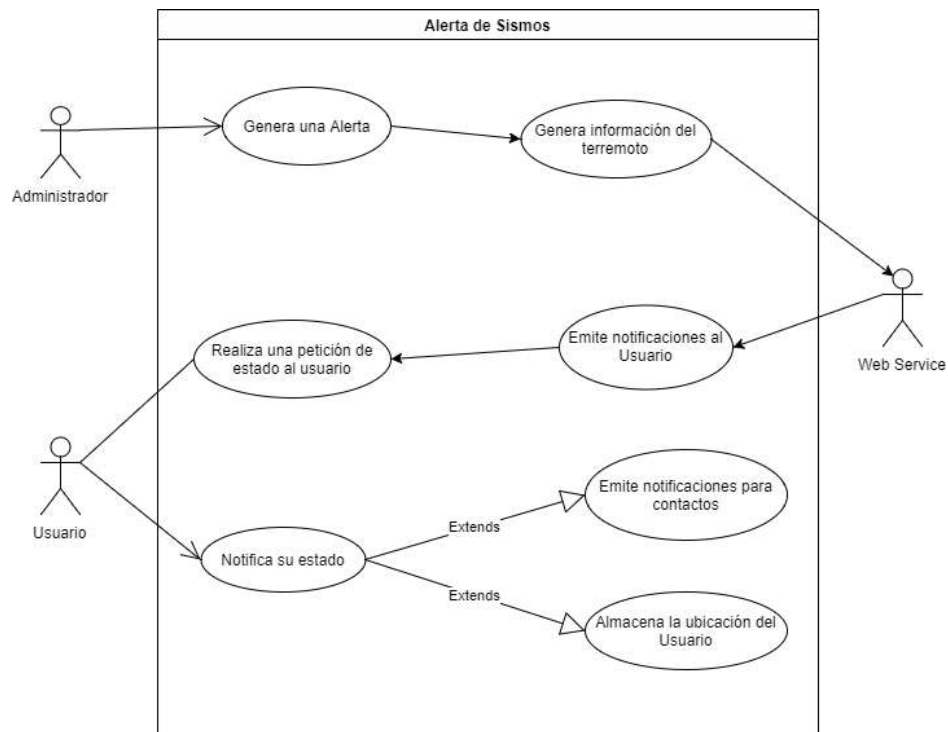 Alerta de Sismos
Genera una Alerta
Genera información del
terremoto
Administrador
Emite notificaciones al
Usuario
Realiza una petición de
estado al usuario
Web Service
Usuario
Emite notificaciones para
contactos
Extends
Notifica su estado
Extends
Almacena la ubicación del
Usuario